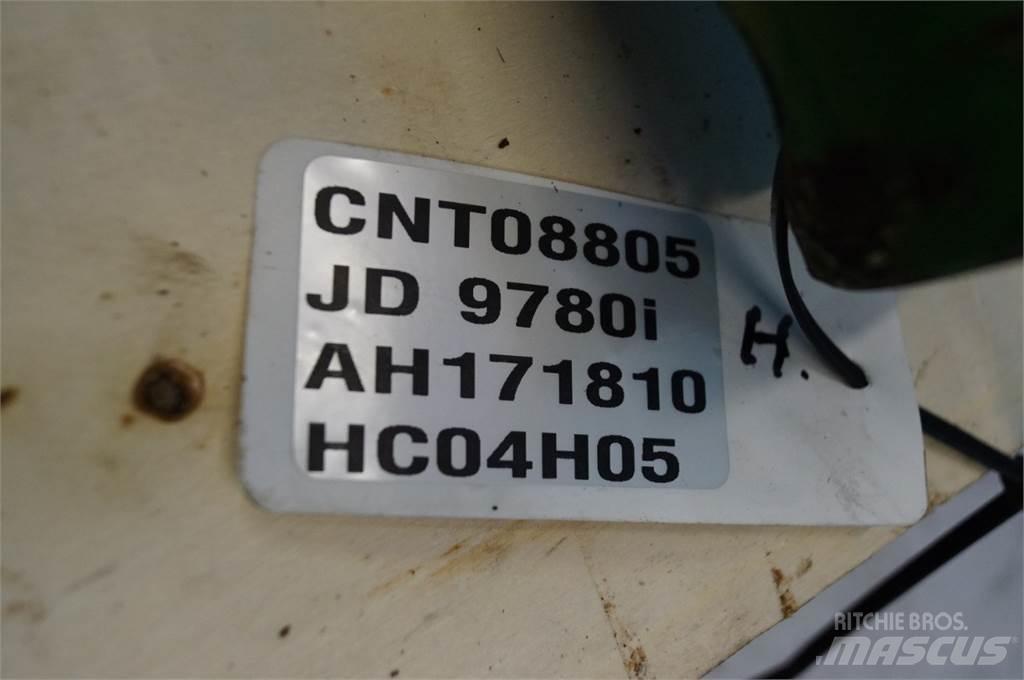 CNT08805
JD 9780i
AH171810
HC04H05
H.
RITCHIE BROS.
MASCUS